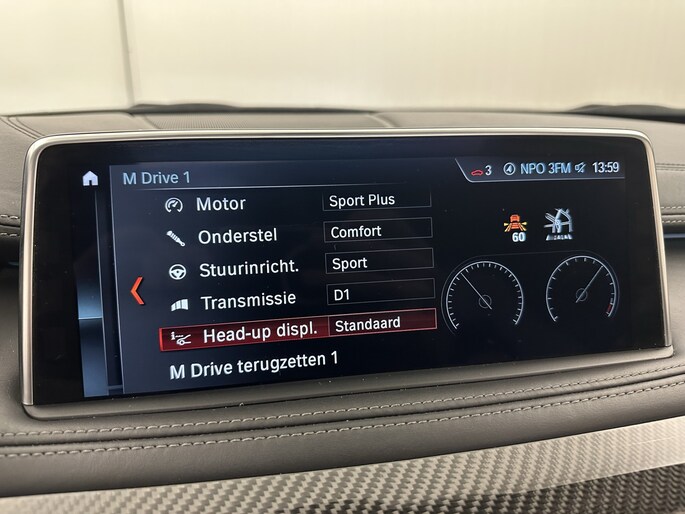 M Drive 1
3 NPO 3FM 13:59
Motor Sport Plus
Onderstel Comfort
Stuurinricht. Sport
Transmissie D1
Head-up displ. Standaard
M Drive terugzetten 1
60